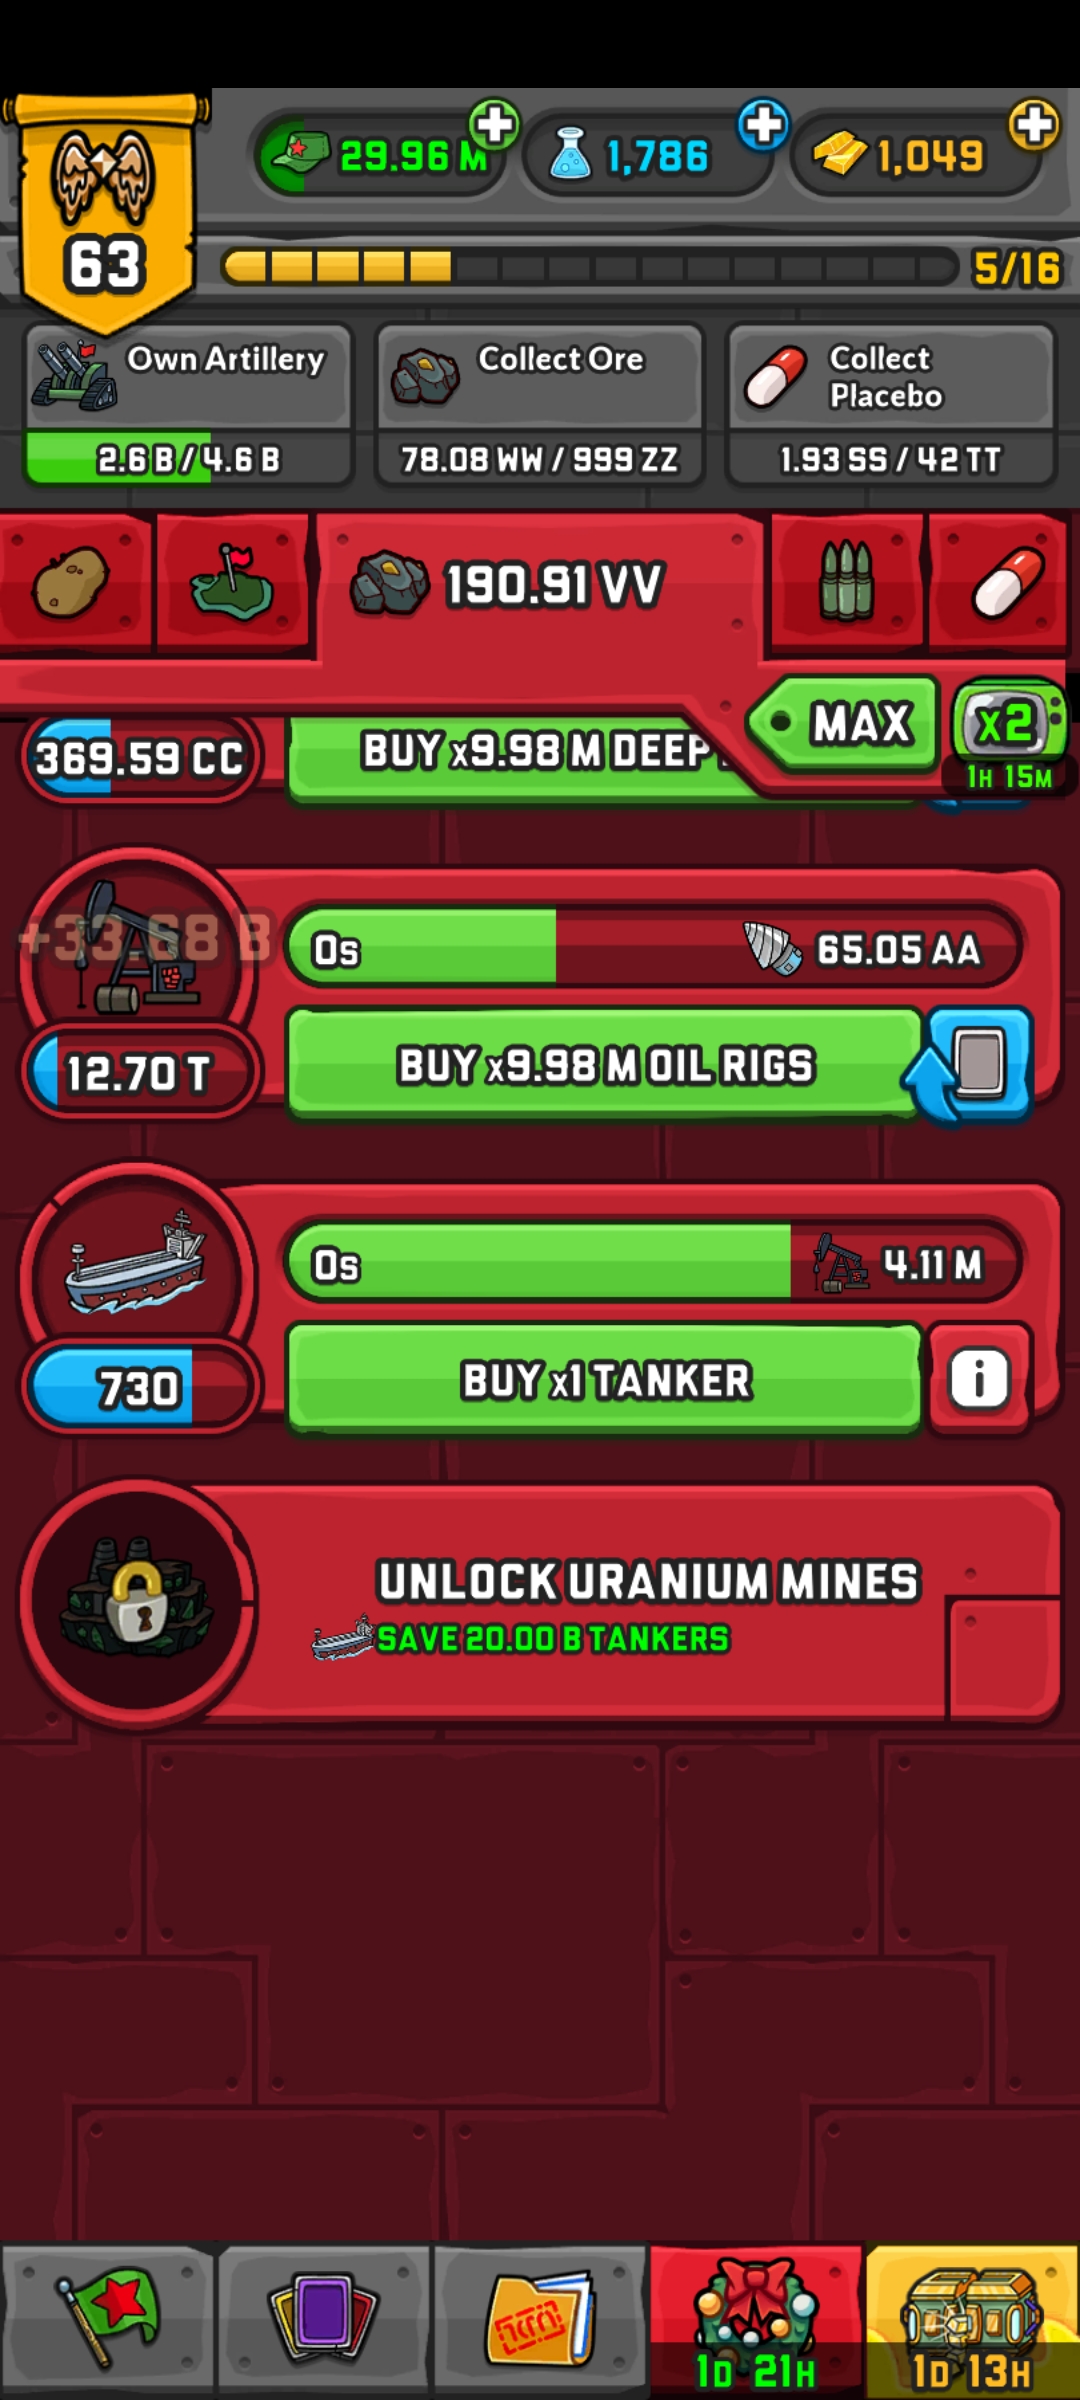 29.96 M
1,786
1,049
63
5/16
Own Artillery
2.6 B / 4.6 B
Collect Ore
78.08 WW / 999 ZZ
Collect
Placebo
1.93 SS / 42 TT
190.91 VV
MAX
x2
1H 15M
369.59 CC
BUY x9.98 M DEEP
+33.68 B
0s
65.05 AA
12.70 T
BUY x9.98 M OIL RIGS
0s
4.11 M
730
BUY x1 TANKER
i
UNLOCK URANIUM MINES
SAVE 20.00 B TANKERS
1D 21H
1D 13H